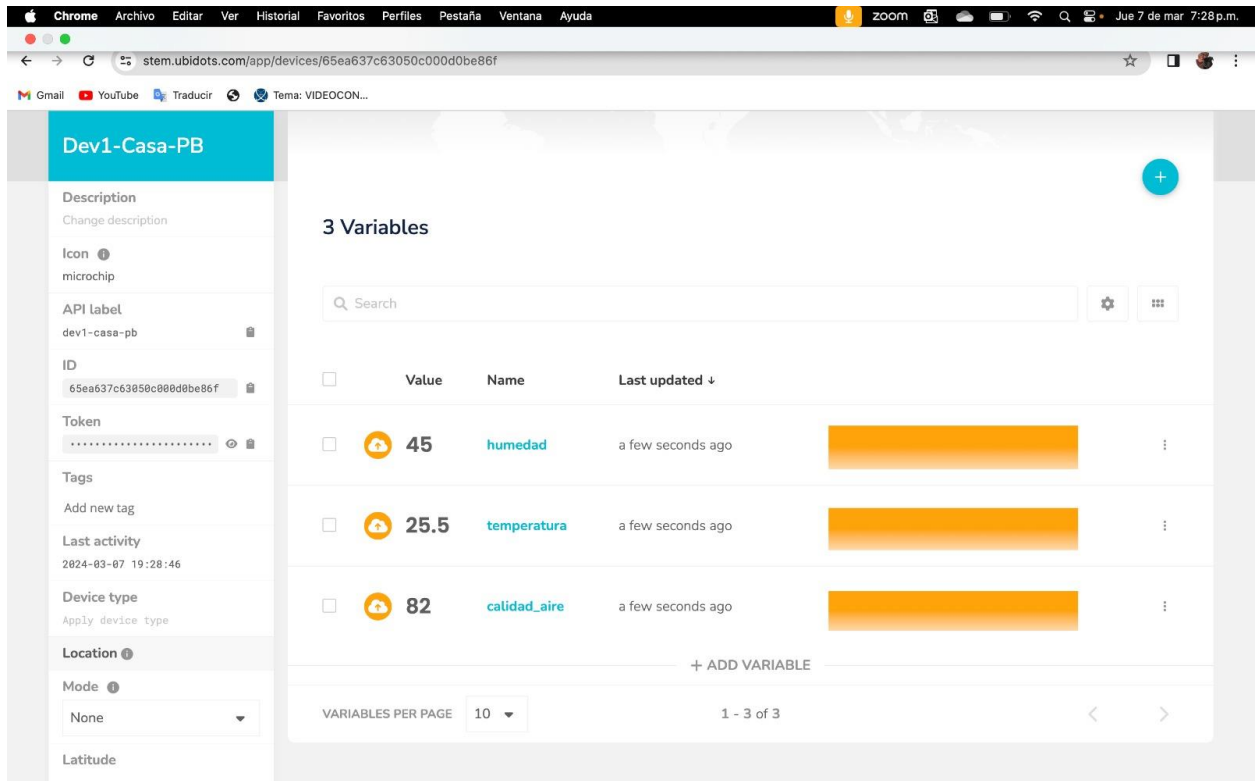 Chrome Archivo Editar Ver Historial Favoritos Perfiles Pestaña Ventana Ayuda zoom Jue 7 de mar 7:28 p.m.
stem.ubidots.com/app/devices/65ea637c63050c000d0be86f
Gmail YouTube Traducir Tema: VIDEOCON...
Dev1-Casa-PB
Description
Change description
Icon
microchip
API label
dev1-casa-pb
ID
65ea637c63050c000d0be86f
Token
Tags
Add new tag
Last activity
2024-03-07 19:28:46
Device type
Apply device type
Location
Mode
None
Latitude
3 Variables
Search
Value Name Last updated ↓
45 humedad a few seconds ago
25.5 temperatura a few seconds ago
82 calidad_aire a few seconds ago
+ ADD VARIABLE
VARIABLES PER PAGE 10 1 - 3 of 3